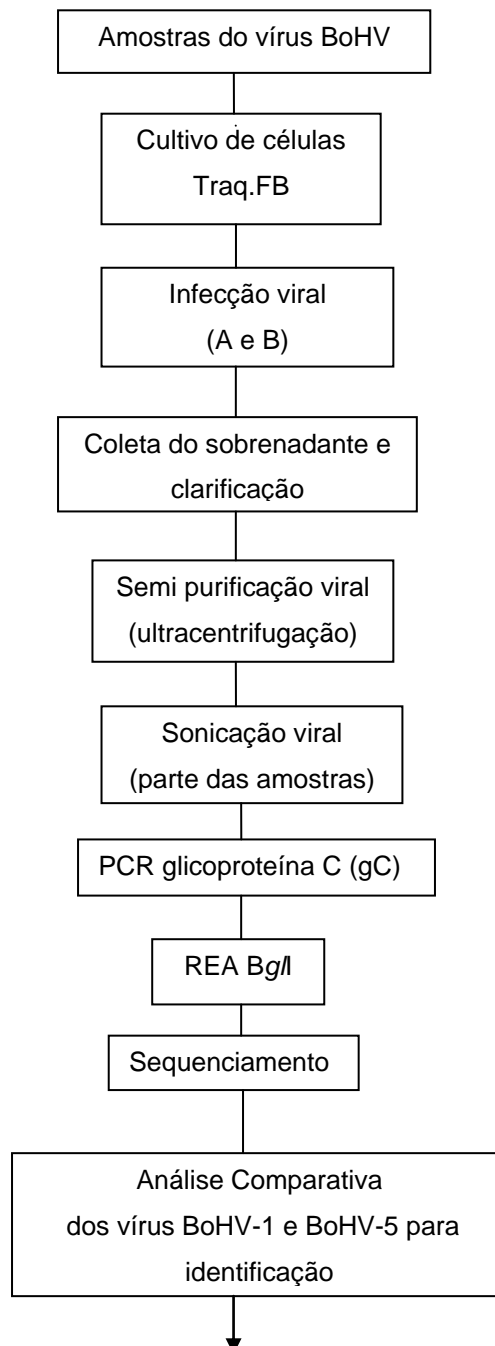 Amostras do vírus BoHV
Cultivo de células
Traq.FB
Infecção viral
(A e B)
Coleta do sobrenadante e
clarificação
Semi purificação viral
(ultracentrifugação)
Sonicação viral
(parte das amostras)
PCR glicoproteína C (gC)
REA BglI
Sequenciamento
Análise Comparativa
dos vírus BoHV-1 e BoHV-5 para
identificação